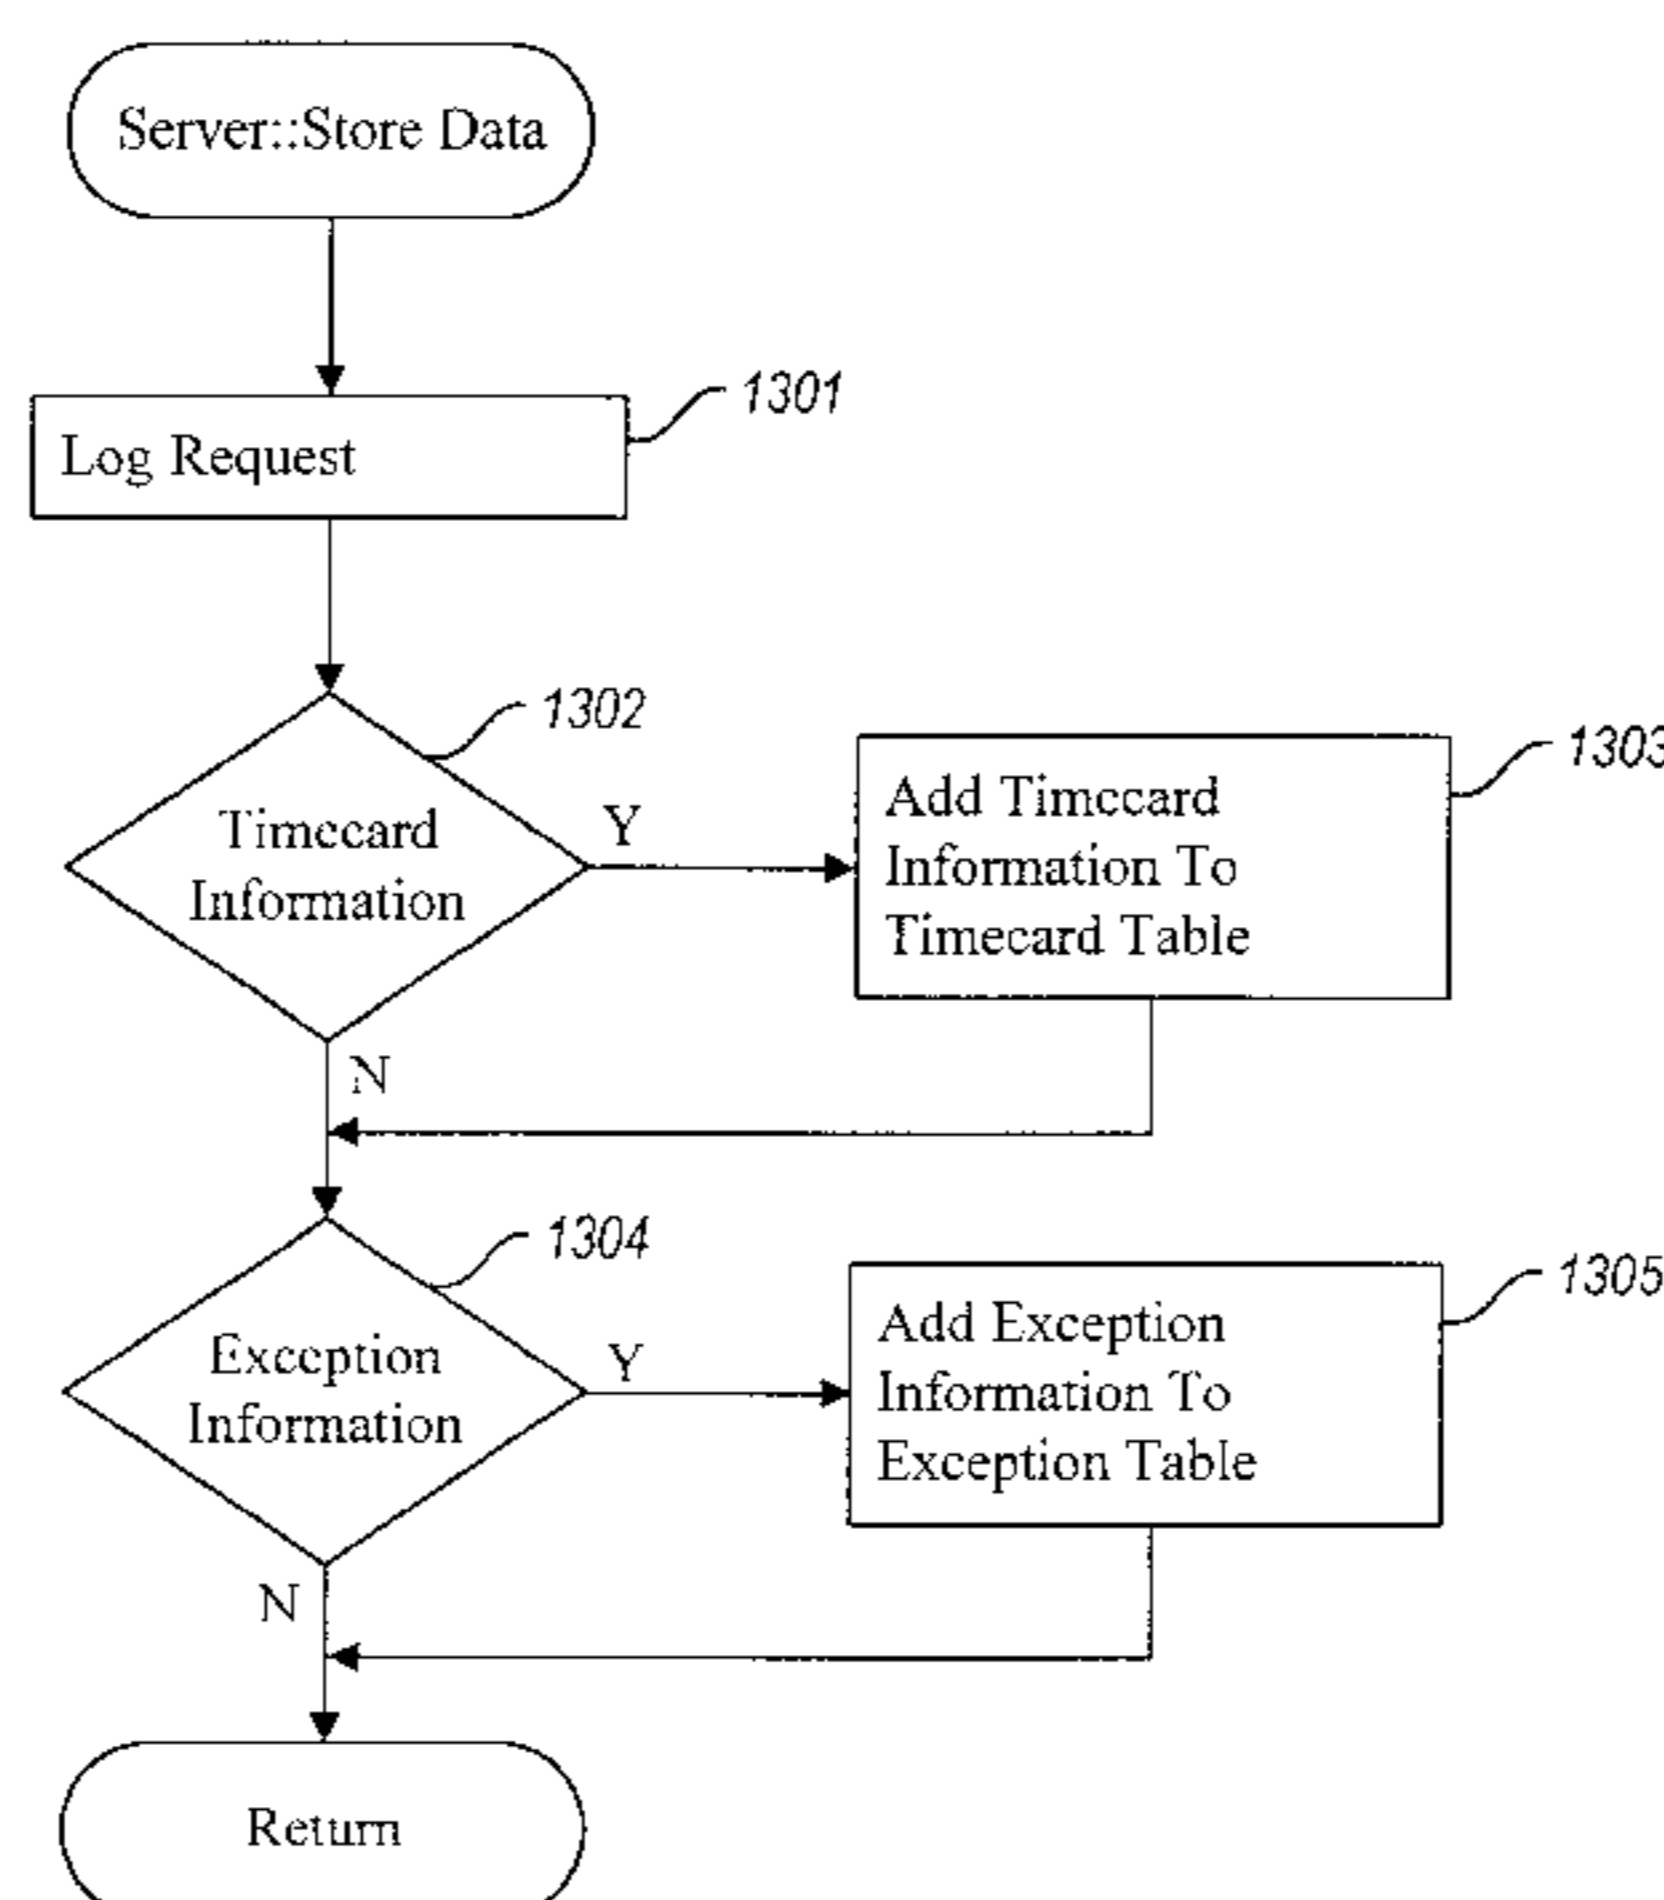 Server::Store Data
1301
Log Request
1302
Timecard
Information
Y
N
1303
Add Timecard
Information To
Timecard Table
1304
Exception
Information
Y
N
1305
Add Exception
Information To
Exception Table
Return